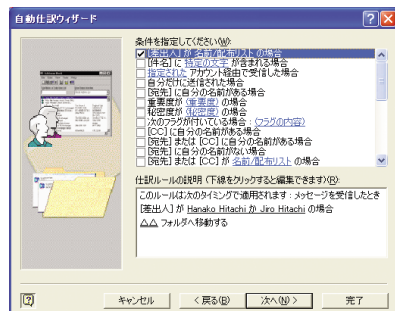 自動仕訳ウィザード
条件を指定してください(W):
[差出人] が 名前/配布リスト の場合
[件名] に 特定の文字 が含まれる場合
指定された アカウント経由で受信した場合
自分だけに送信された場合
[宛先] に自分の名前がある場合
重要度が (重要度) の場合
秘密度が (秘密度) の場合
次のフラグが付いている場合 : (フラグの内容)
[CC] に自分の名前がある場合
[宛先] または [CC] に自分の名前がある場合
[宛先] に自分の名前がない場合
[宛先] または [CC] が 名前/配布リスト の場合
仕訳ルールの説明 (下線をクリックすると編集できます)(R):
このルールは次のタイミングで適用されます : メッセージを受信したとき
[差出人] が Hanako Hitachi か Jiro Hitachi の場合
△△ フォルダへ移動する
キャンセル
< 戻る(B)
次へ(N) >
完了